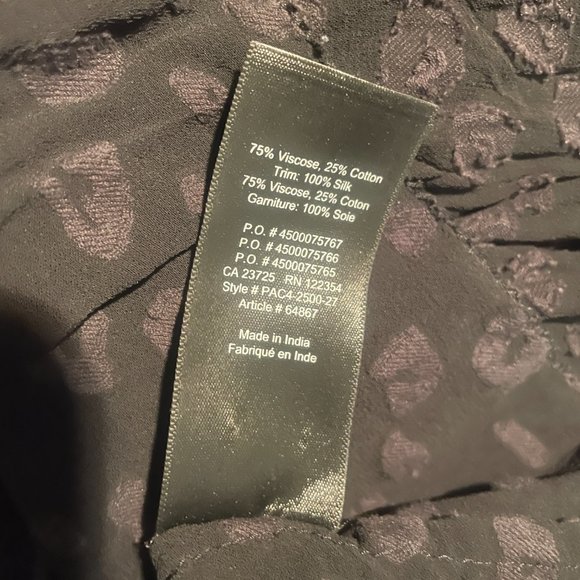 75% Viscose, 25% Cotton
Trim: 100% Silk
75% Viscose, 25% Coton
Garniture: 100% Soie
P.O. # 4500075767
P.O. # 4500075766
P.O. # 4500075765
CA 23725 RN 122354
Style # PAC4-2500-27
Article # 64867
Made in India
Fabriqué en Inde